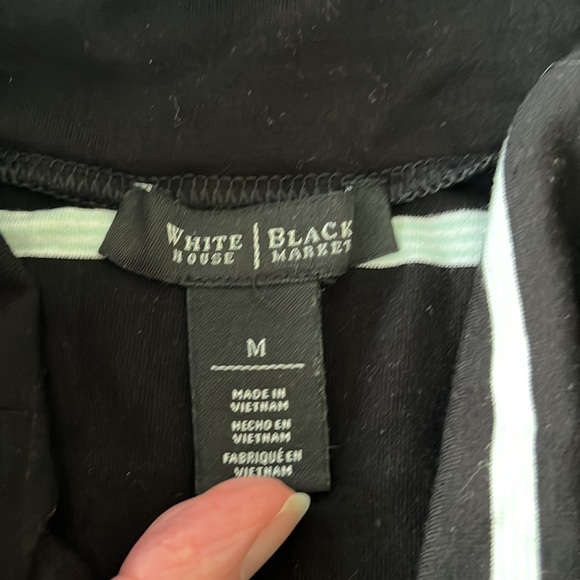 WHITE | BLACK
HOUSE | MARKET
M
MADE IN
VIETNAM
HECHO EN
VIETNAM
FABRIQUÉ EN
VIETNAM